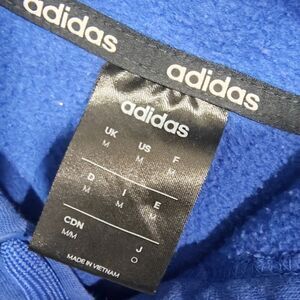 adidas
adidas
adidas
UK US F
M M M
D I E
M M M
CDN J
M/M O
MADE IN VIETNAM